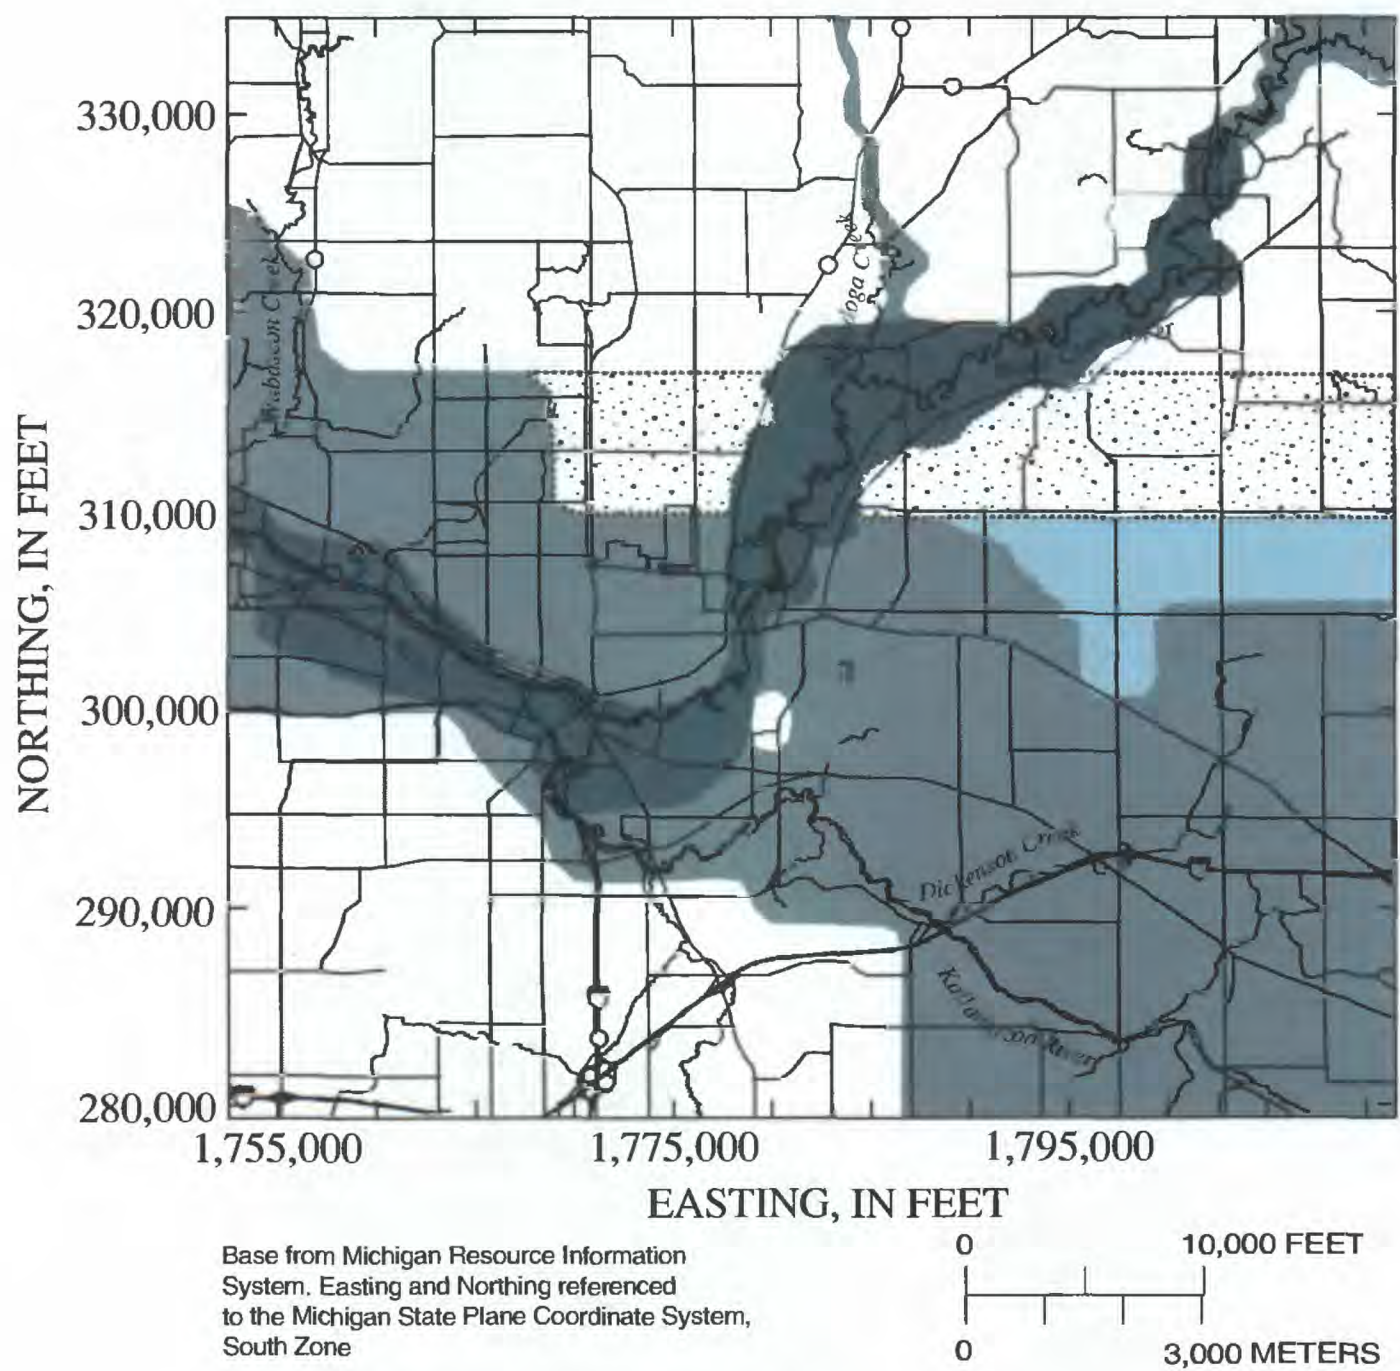 330,000
320,000
310,000
300,000
290,000
280,000
NORTHING, IN FEET
Creek
Dickenson Creek
River
1,755,000
1,775,000
1,795,000
EASTING, IN FEET
Base from Michigan Resource Information
System. Easting and Northing referenced
to the Michigan State Plane Coordinate System,
South Zone
0
10,000 FEET
0
3,000 METERS